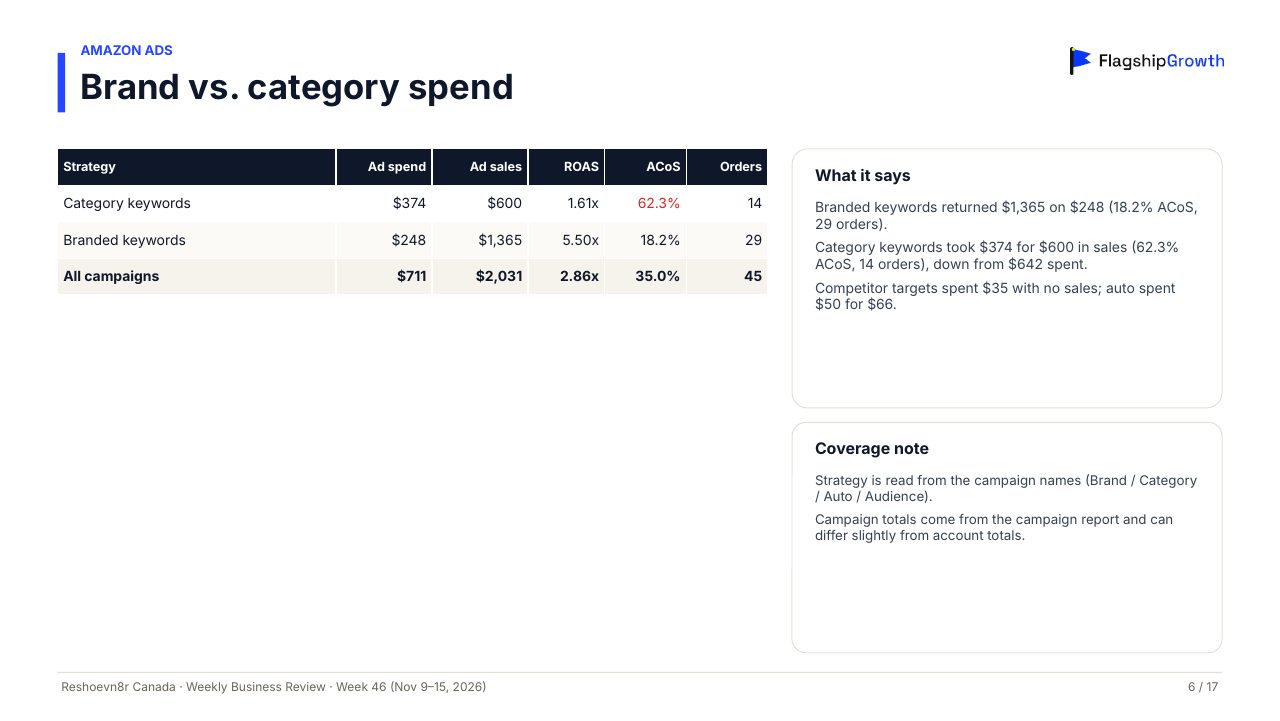 AMAZON ADS
Brand vs. category spend
FlagshipGrowth
Strategy Ad spend Ad sales ROAS ACoS Orders
Category keywords $374 $600 1.61x 62.3% 14
Branded keywords $248 $1,365 5.50x 18.2% 29
All campaigns $711 $2,031 2.86x 35.0% 45
What it says
Branded keywords returned $1,365 on $248 (18.2% ACoS,
29 orders).
Category keywords took $374 for $600 in sales (62.3%
ACoS, 14 orders), down from $642 spent.
Competitor targets spent $35 with no sales; auto spent
$50 for $66.
Coverage note
Strategy is read from the campaign names (Brand / Category
/ Auto / Audience).
Campaign totals come from the campaign report and can
differ slightly from account totals.
Reshoevn8r Canada · Weekly Business Review · Week 46 (Nov 9–15, 2026)
6 / 17